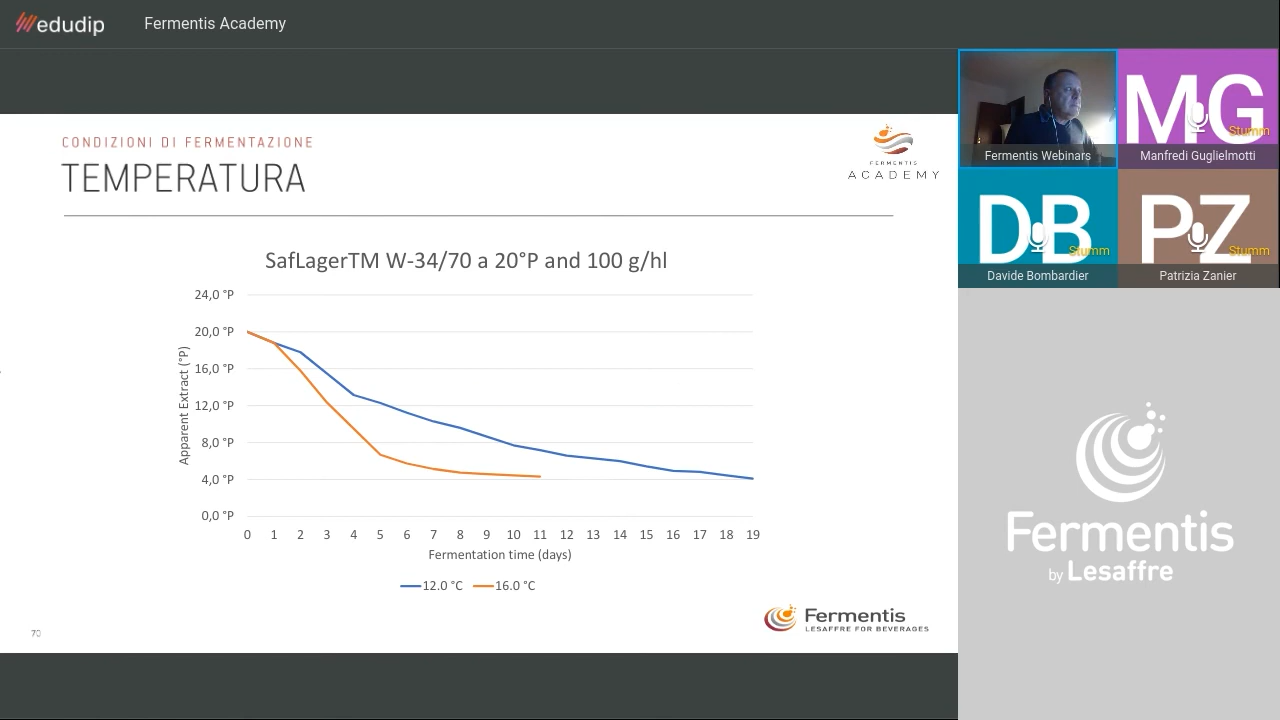 edudip
Fermentis Academy
CONDIZIONI DI FERMENTAZIONE
TEMPERATURA
FERMENTIS
ACADEMY
SafLagerTM W-34/70 a 20°P and 100 g/hl
Apparent Extract (°P)
24,0 °P
20,0 °P
16,0 °P
12,0 °P
8,0 °P
4,0 °P
0,0 °P
0 1 2 3 4 5 6 7 8 9 10 11 12 13 14 15 16 17 18 19
Fermentation time (days)
12.0 °C 16.0 °C
Fermentis
LESAFFRE FOR BEVERAGES
70
Fermentis Webinars
MG
Stumm
Manfredi Guglielmotti
DB
Stumm
Davide Bombardier
PZ
Stumm
Patrizia Zanier
Fermentis
by Lesaffre